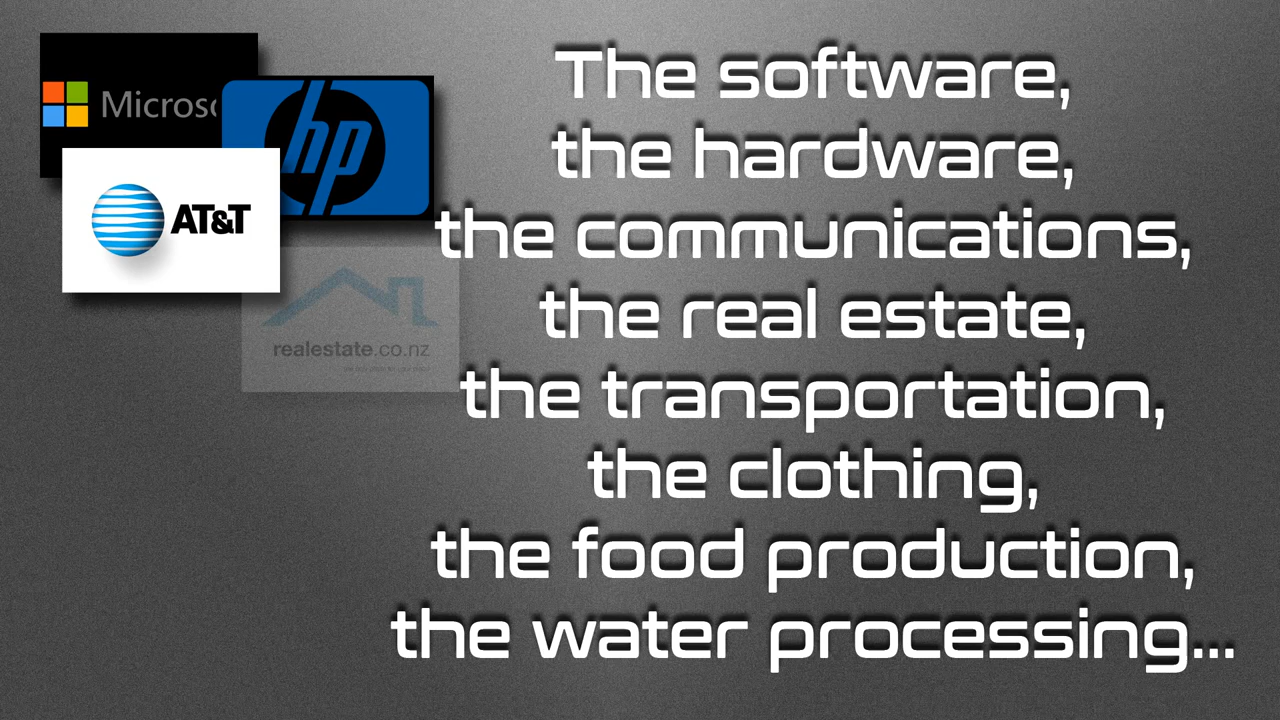 Microso
hp
AT&T
realestate.co.nz
The software,
the hardware,
the communications,
the real estate,
the transportation,
the clothing,
the food production,
the water processing...